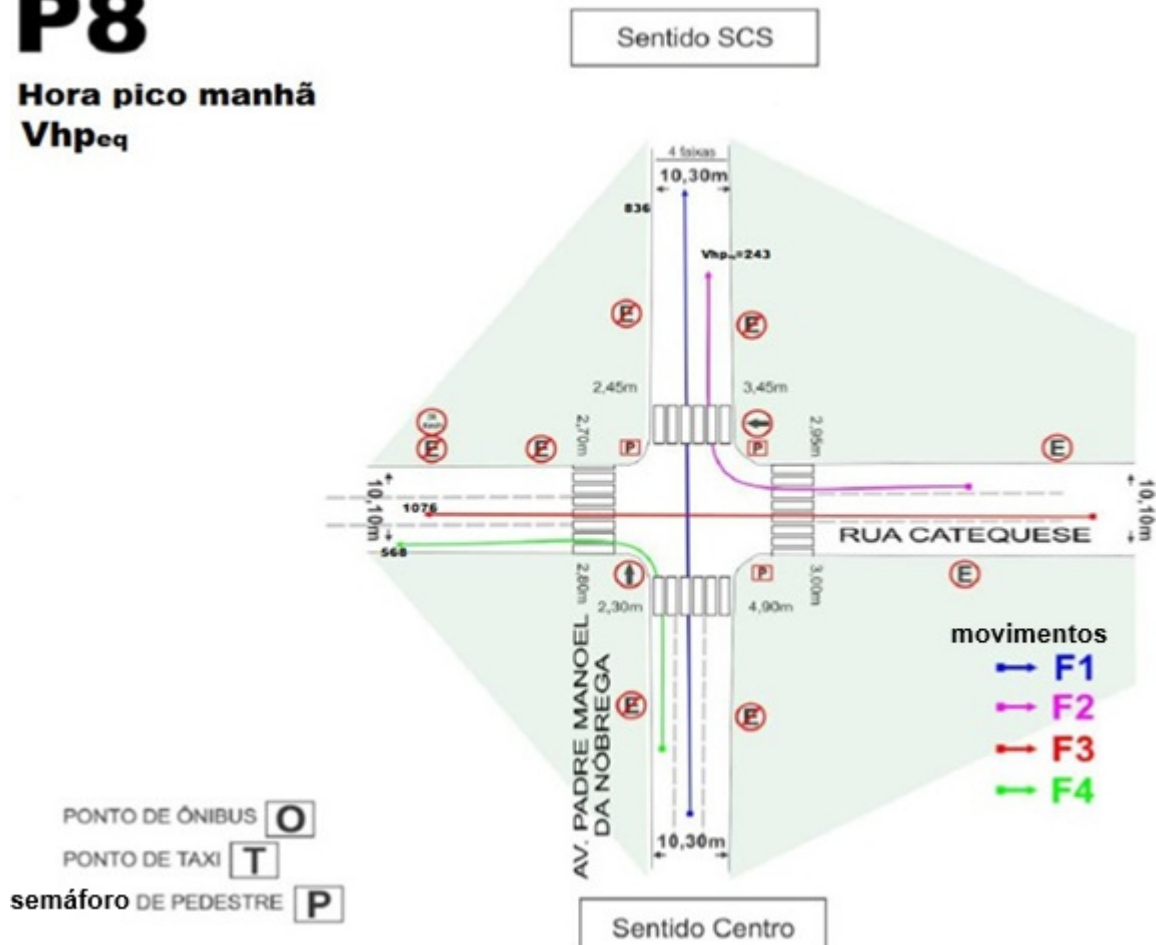 P8
Hora pico manhã
Vhpeq
Sentido SCS
4 faixas
10,30m
836
E
E
2,45m
3,45m
2,70m
2,95m
E
E
P
P
E
10,10m
1076
568
10,10m
RUA CATEQUESE
2,80m
2,30m
P
4,90m
3,00m
E
AV. PADRE MANOEL
DA NÓBREGA
E
E
10,30m
movimentos
F1
F2
F3
F4
PONTO DE ÔNIBUS O
PONTO DE TAXI T
semáforo DE PEDESTRE P
Sentido Centro